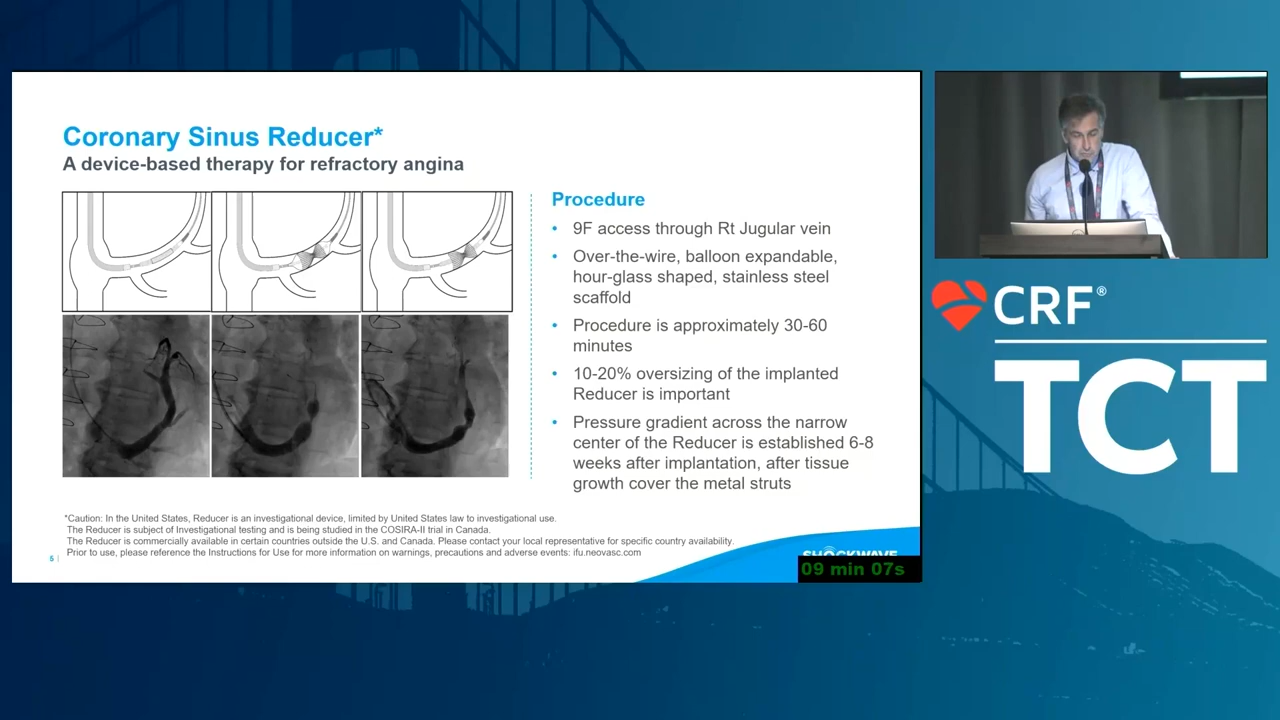 Coronary Sinus Reducer*
A device-based therapy for refractory angina
Procedure
• 9F access through Rt Jugular vein
• Over-the-wire, balloon expandable,
hour-glass shaped, stainless steel
scaffold
• Procedure is approximately 30-60
minutes
• 10-20% oversizing of the implanted
Reducer is important
• Pressure gradient across the narrow
center of the Reducer is established 6-8
weeks after implantation, after tissue
growth cover the metal struts
*Caution: In the United States, Reducer is an investigational device, limited by United States law to investigational use.
The Reducer is subject of Investigational testing and is being studied in the COSIRA-II trial in Canada.
The Reducer is commercially available in certain countries outside the U.S. and Canada. Please contact your local representative for specific country availability.
Prior to use, please reference the Instructions for Use for more information on warnings, precautions and adverse events: ifu.neovasc.com
5 |
SHOCKWAVE
09 min 07s
CRF®
TCT